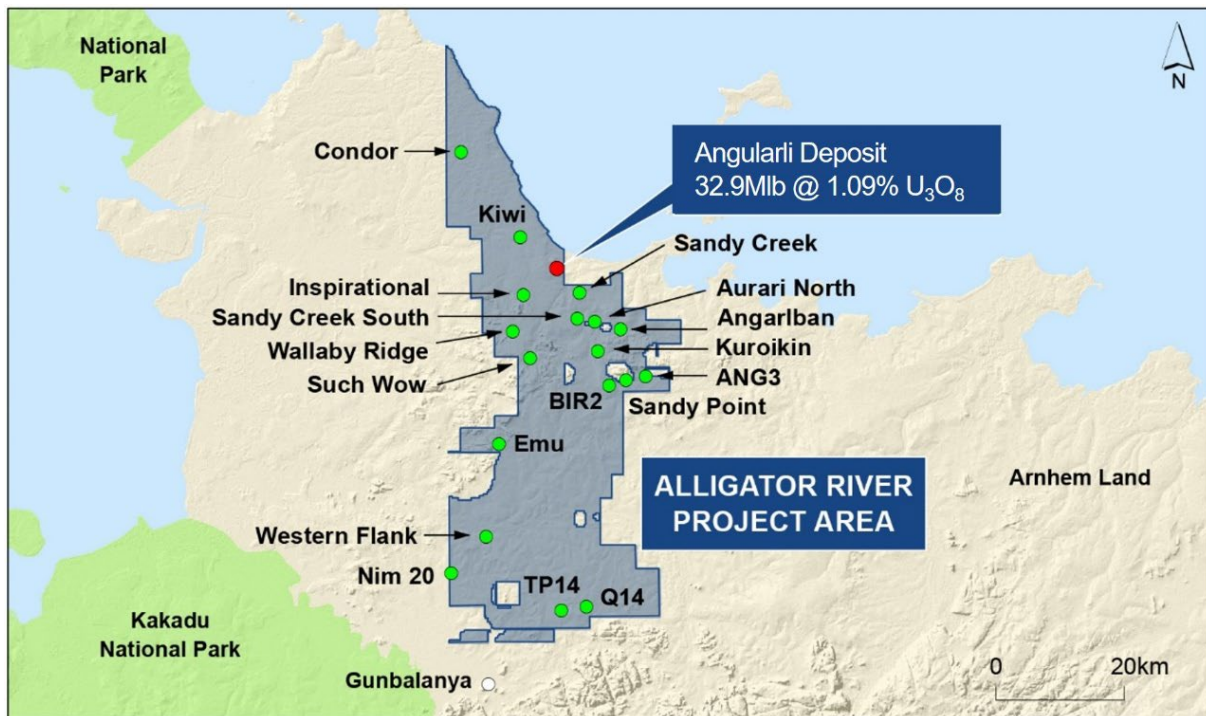 National
Park
N
Condor
Angularli Deposit
32.9Mlb @ 1.09% U₃O₈
Kiwi
Sandy Creek
Inspirational
Aurari North
Sandy Creek South
Angarlban
Wallaby Ridge
Kuroikin
Such Wow
ANG3
BIR2
Sandy Point
Emu
ALLIGATOR RIVER
PROJECT AREA
Arnhem Land
Western Flank
Nim 20
TP14
Q14
Kakadu
National Park
Gunbalanya
0 20km